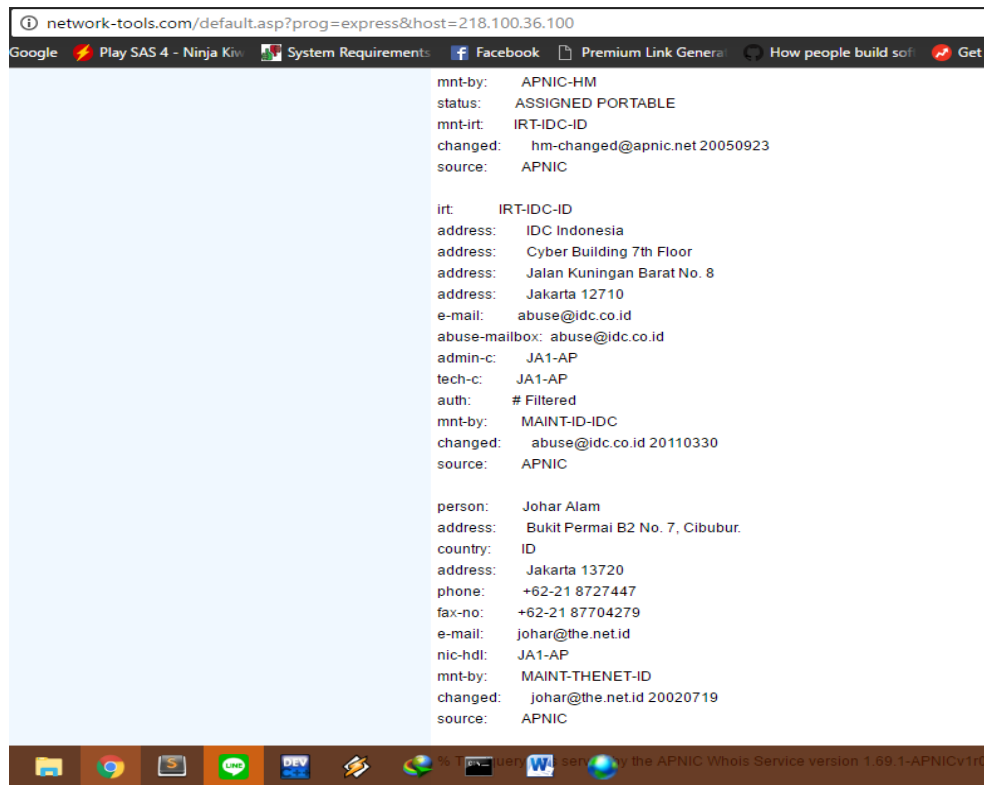 network-tools.com/default.asp?prog=express&host=218.100.36.100
Google Play SAS 4 - Ninja Kiw System Requirements Facebook Premium Link Genera How people build sof Get
mnt-by: APNIC-HM
status: ASSIGNED PORTABLE
mnt-irt: IRT-IDC-ID
changed: hm-changed@apnic.net 20050923
source: APNIC
irt: IRT-IDC-ID
address: IDC Indonesia
address: Cyber Building 7th Floor
address: Jalan Kuningan Barat No. 8
address: Jakarta 12710
e-mail: abuse@idc.co.id
abuse-mailbox: abuse@idc.co.id
admin-c: JA1-AP
tech-c: JA1-AP
auth: # Filtered
mnt-by: MAINT-ID-IDC
changed: abuse@idc.co.id 20110330
source: APNIC
person: Johar Alam
address: Bukit Permai B2 No. 7, Cibubur.
country: ID
address: Jakarta 13720
phone: +62-21 8727447
fax-no: +62-21 87704279
e-mail: johar@the.net.id
nic-hdl: JA1-AP
mnt-by: MAINT-THENET-ID
changed: johar@the.net.id 20020719
source: APNIC
S LINE DEV W
% by the APNIC Whois Service version 1.69.1-APNICv1r0